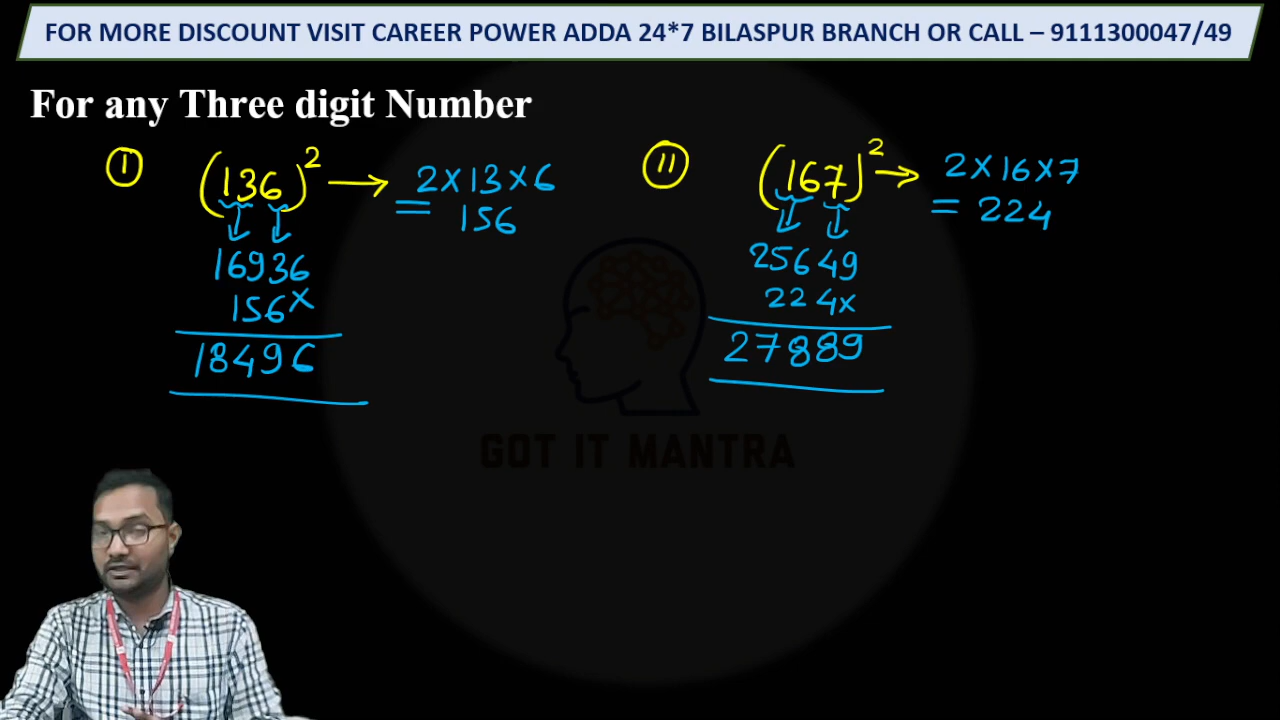 FOR MORE DISCOUNT VISIT CAREER POWER ADDA 24*7 BILASPUR BRANCH OR CALL – 9111300047/49
For any Three digit Number
I (136)² → 2×13×6
= 156
16936
156×
18496
II (167)² → 2×16×7
= 224
25649
224×
27889
GOT IT MANTRA